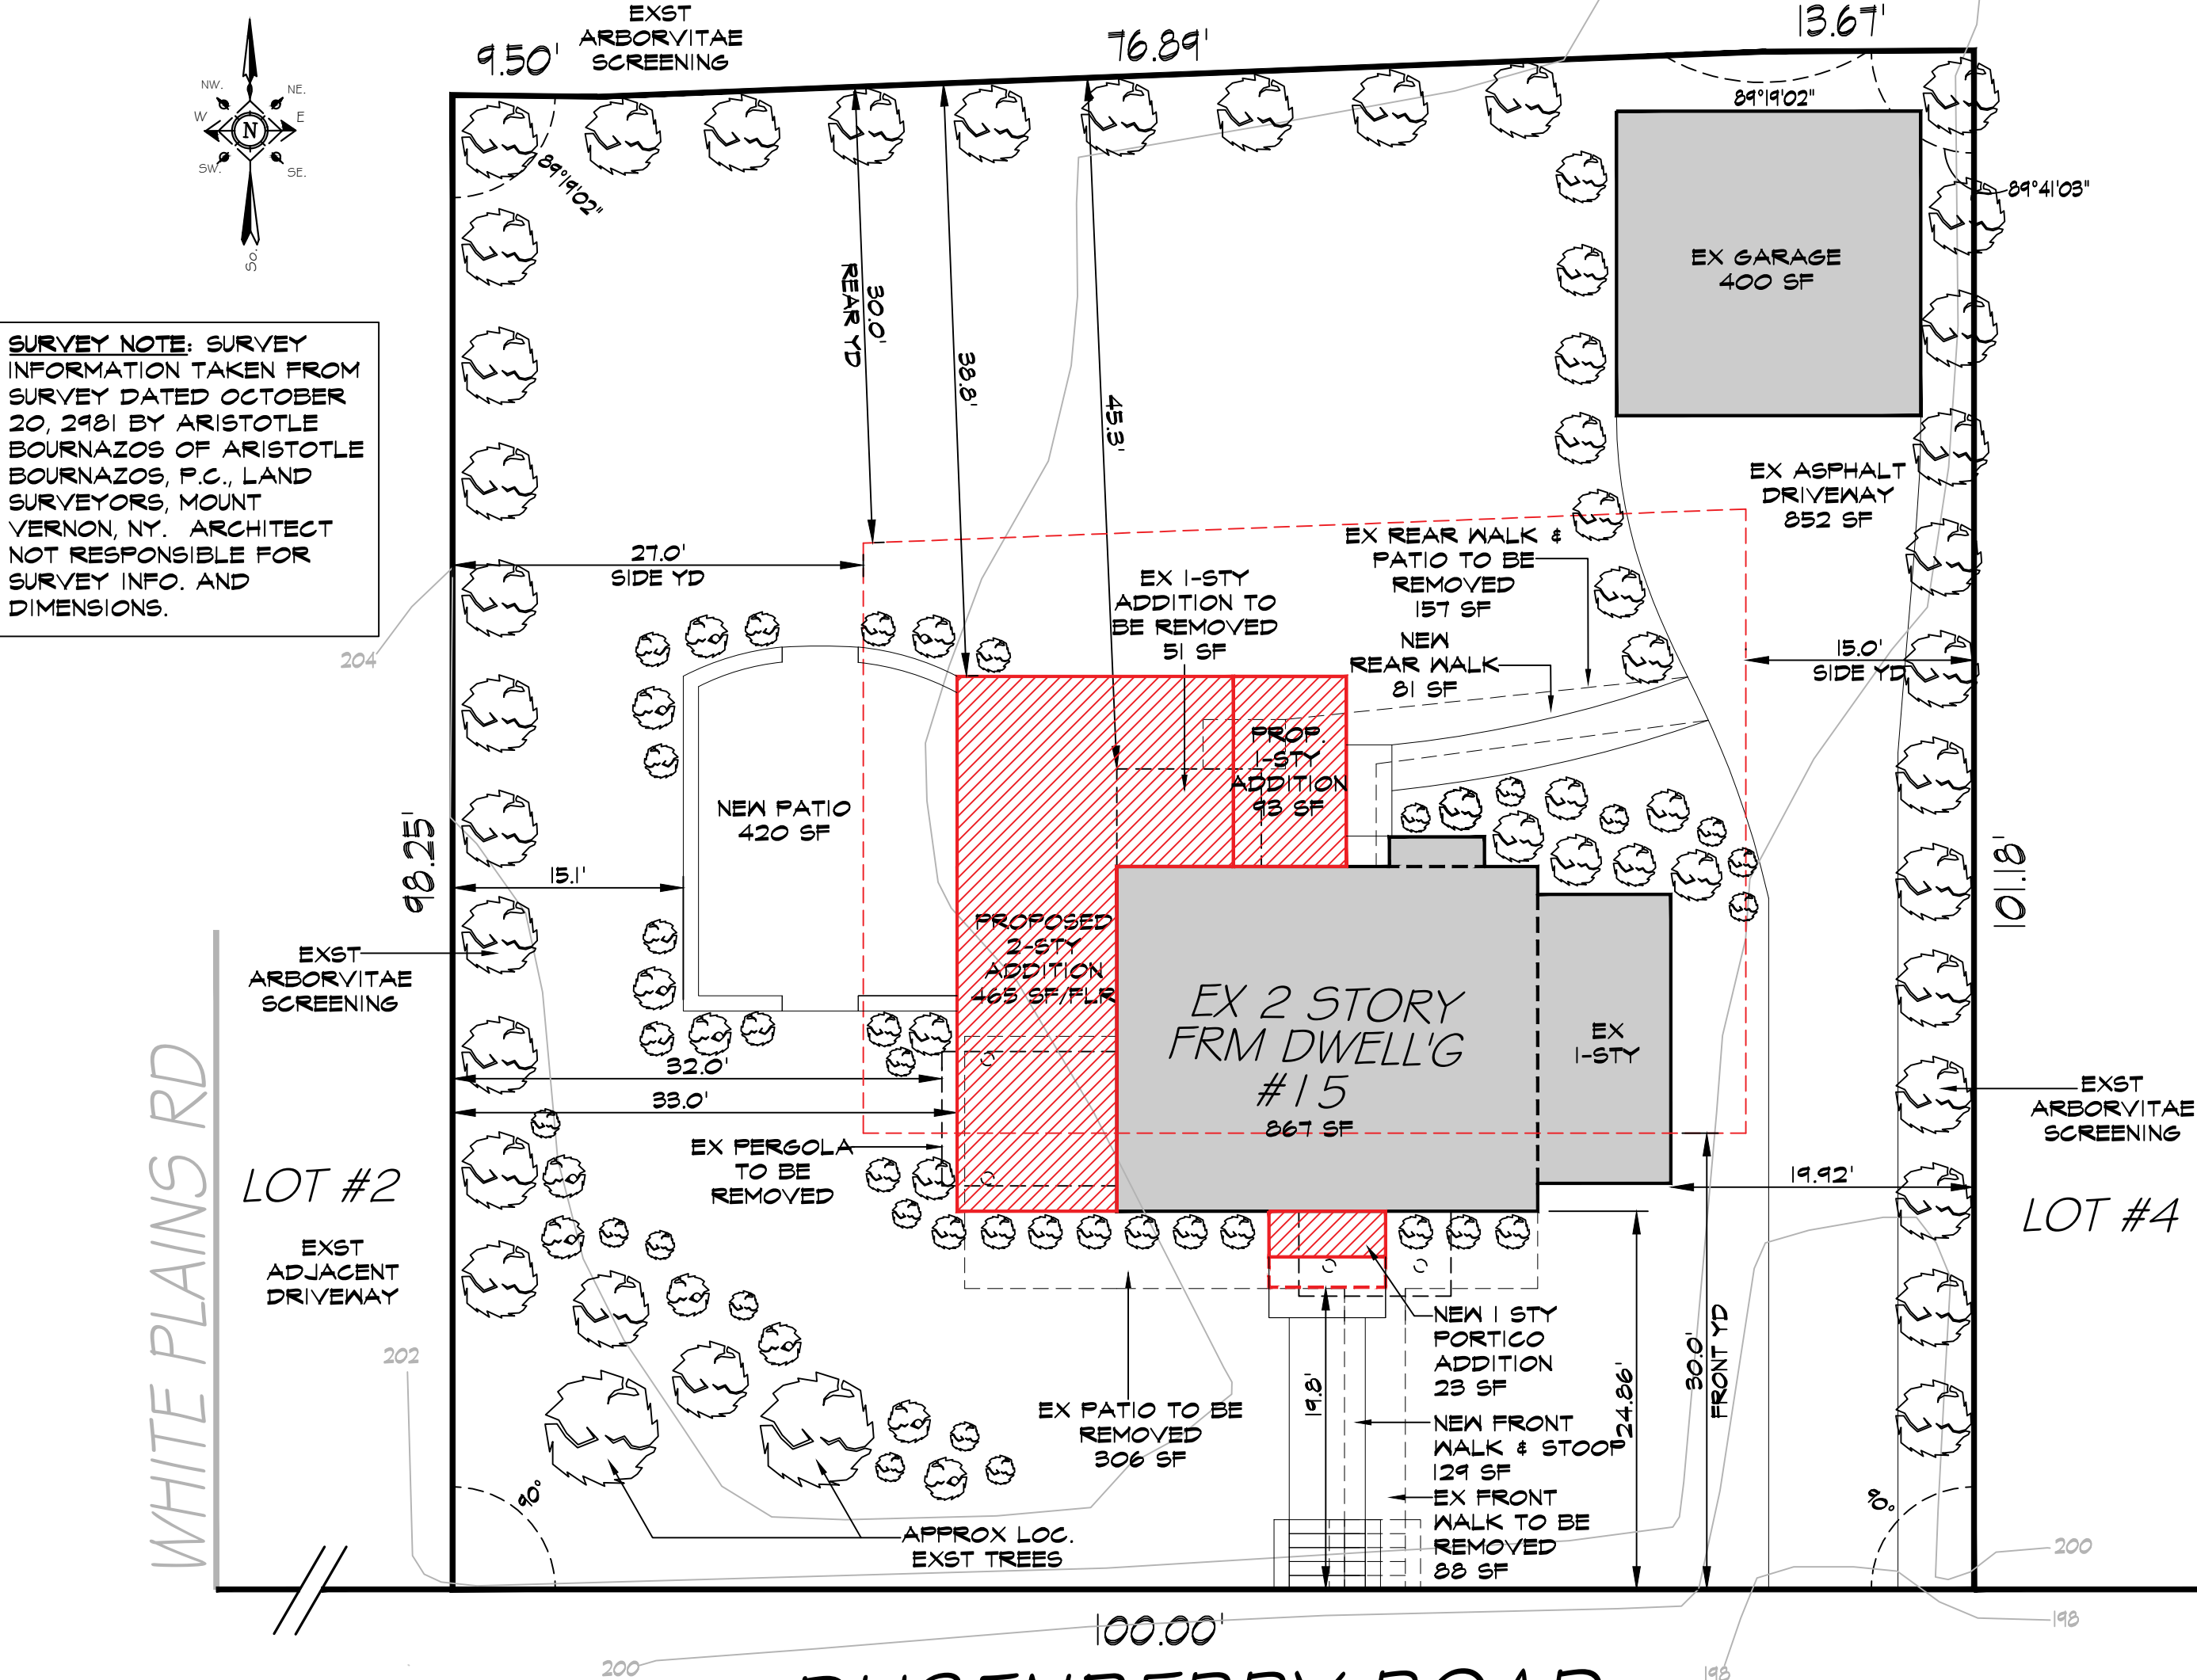 EXST
ARBORVITAE
SCREENING
9.50'
76.89'
13.67'
NW.
NE.
W
N
E
SW.
SE.
So.
89°19'02"
89°19'02"
89°41'03"
EX GARAGE
400 SF
SURVEY NOTE: SURVEY
INFORMATION TAKEN FROM
SURVEY DATED OCTOBER
20, 2981 BY ARISTOTLE
BOURNAZOS OF ARISTOTLE
BOURNAZOS, P.C., LAND
SURVEYORS, MOUNT
VERNON, NY. ARCHITECT
NOT RESPONSIBLE FOR
SURVEY INFO. AND
DIMENSIONS.
30.0'
REAR YD
38.8'
45.3'
EX ASPHALT
DRIVEWAY
852 SF
27.0'
SIDE YD
EX REAR WALK &
PATIO TO BE
REMOVED
157 SF
EX 1-STY
ADDITION TO
BE REMOVED
51 SF
NEW
REAR WALK
81 SF
15.0'
SIDE YD
204
PROP.
1-STY
ADDITION
93 SF
NEW PATIO
420 SF
98.25'
101.18'
15.1'
PROPOSED
2-STY
ADDITION
465 SF/FLR
EXST
ARBORVITAE
SCREENING
EX 2 STORY
FRM DWELL'G
#15
867 SF
EX
1-STY
32.0'
33.0'
EXST
ARBORVITAE
SCREENING
EX PERGOLA
TO BE
REMOVED
19.92'
WHITE PLAINS RD
LOT #2
LOT #4
EXST
ADJACENT
DRIVEWAY
202
NEW 1 STY
PORTICO
ADDITION
23 SF
19.8'
24.86'
30.0'
FRONT YD
EX PATIO TO BE
REMOVED
306 SF
NEW FRONT
WALK & STOOP
129 SF
EX FRONT
WALK TO BE
REMOVED
88 SF
90°
90°
APPROX LOC.
EXST TREES
200
198
100.00'
200
198
ROAD